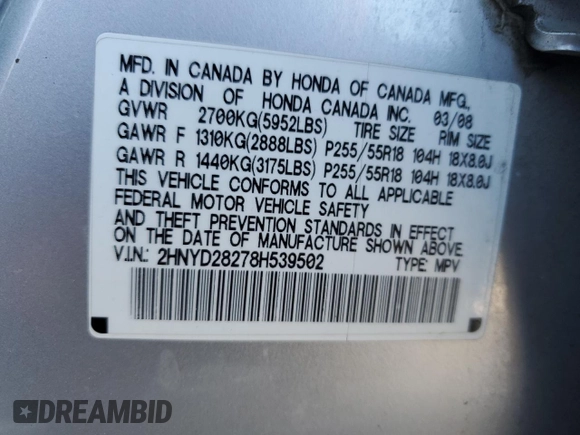 MFD. IN CANADA BY HONDA OF CANADA MFG.,
A DIVISION OF HONDA CANADA INC. 03/08
GVWR 2700KG(5952LBS) TIRE SIZE RIM SIZE
GAWR F 1310KG(2888LBS) P255/55R18 104H 18X8.0J
GAWR R 1440KG(3175LBS) P255/55R18 104H 18X8.0J
THIS VEHICLE CONFORMS TO ALL APPLICABLE
FEDERAL MOTOR VEHICLE SAFETY
AND THEFT PREVENTION STANDARDS IN EFFECT
ON THE DATE OF MANUFACTURE SHOWN ABOVE.
V.I.N.: 2HNYD28278H539502 TYPE: MPV
DREAMBID